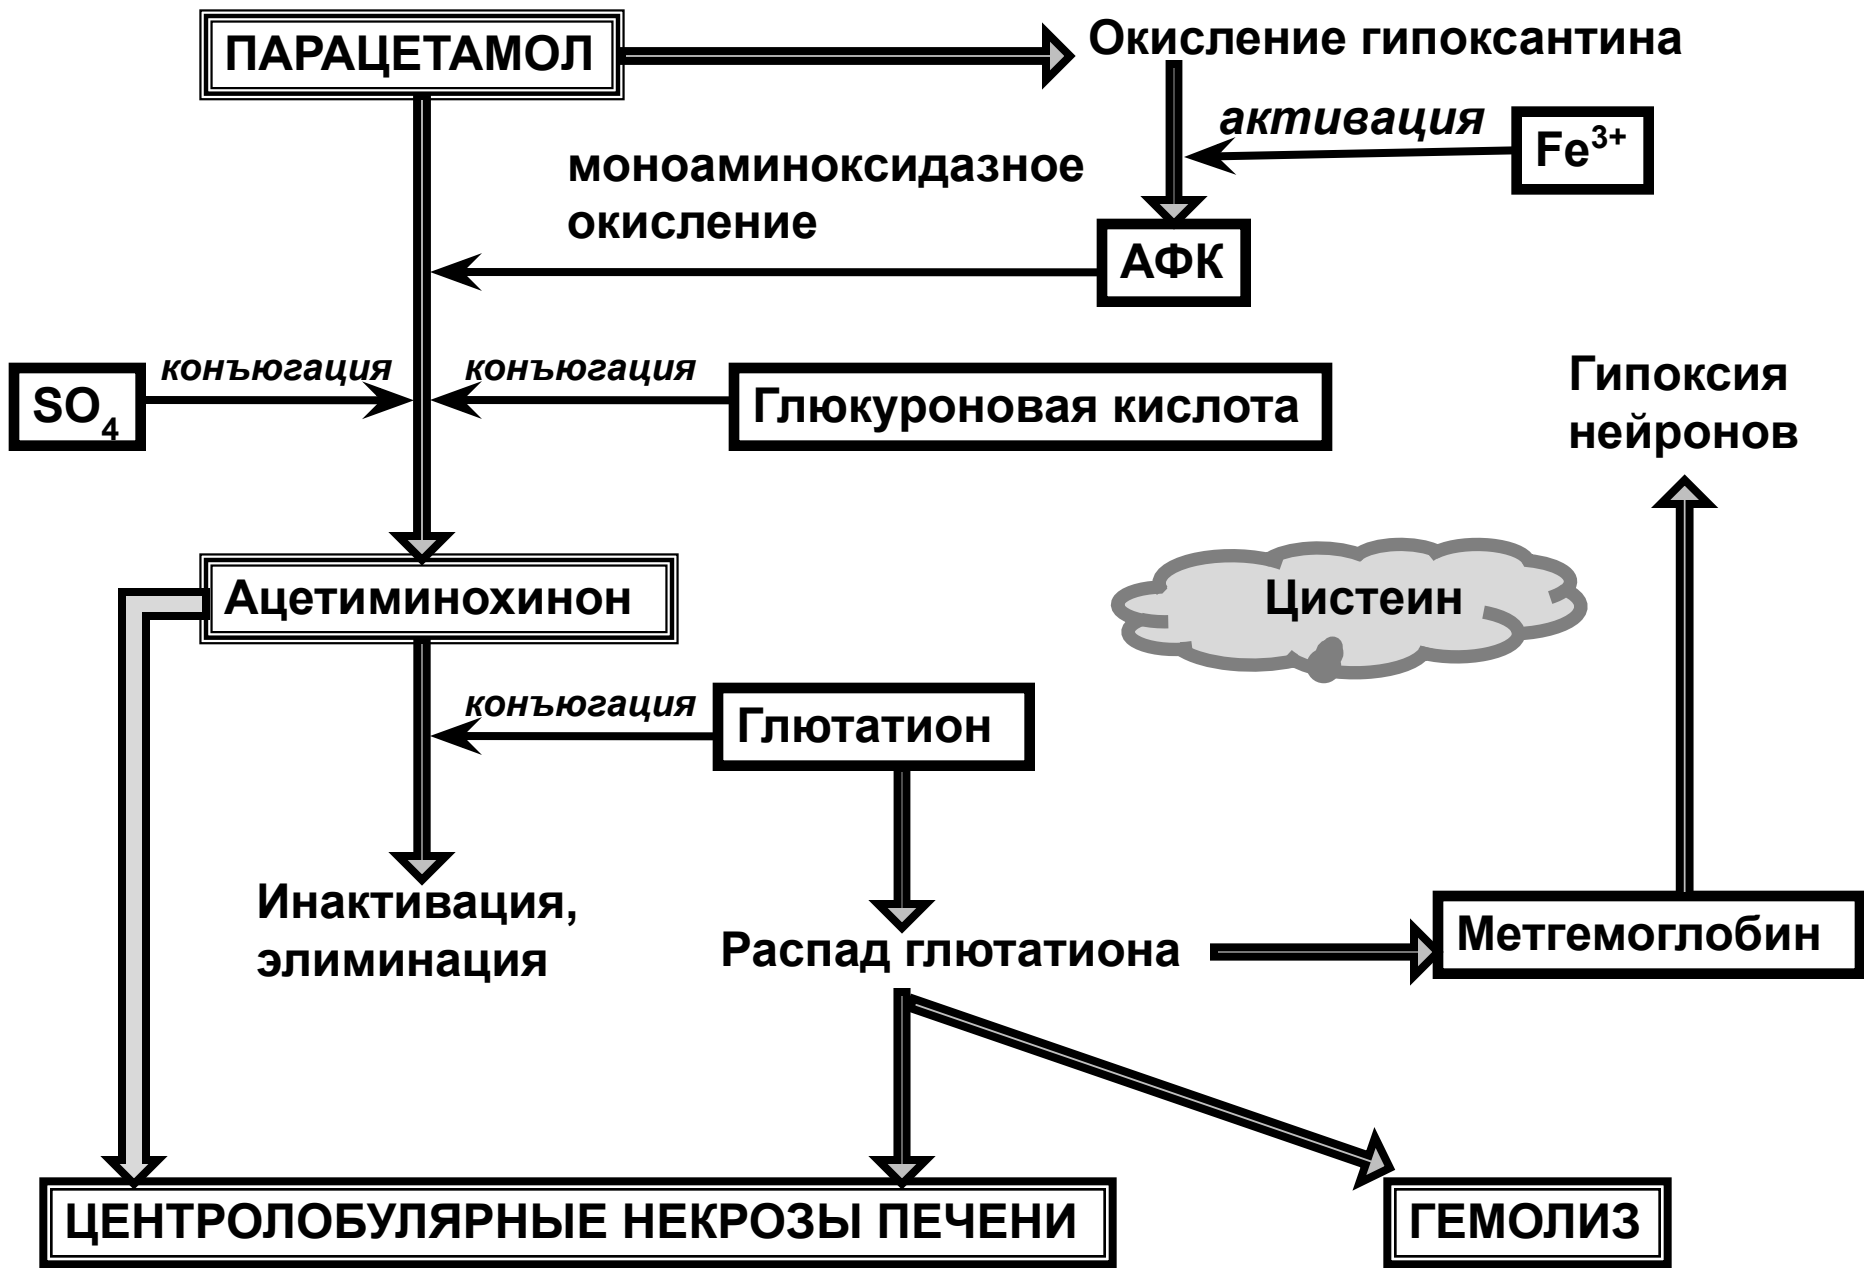 ПАРАЦЕТАМОЛ
Окисление гипоксантина
активация
Fe³⁺
моноаминоксидазное
окисление
АФК
SO₄
конъюгация
конъюгация
Глюкуроновая кислота
Гипоксия
нейронов
Ацетиминохинон
Цистеин
конъюгация
Глютатион
Инактивация,
элиминация
Распад глютатиона
Метгемоглобин
ЦЕНТРОЛОБУЛЯРНЫЕ НЕКРОЗЫ ПЕЧЕНИ
ГЕМОЛИЗ